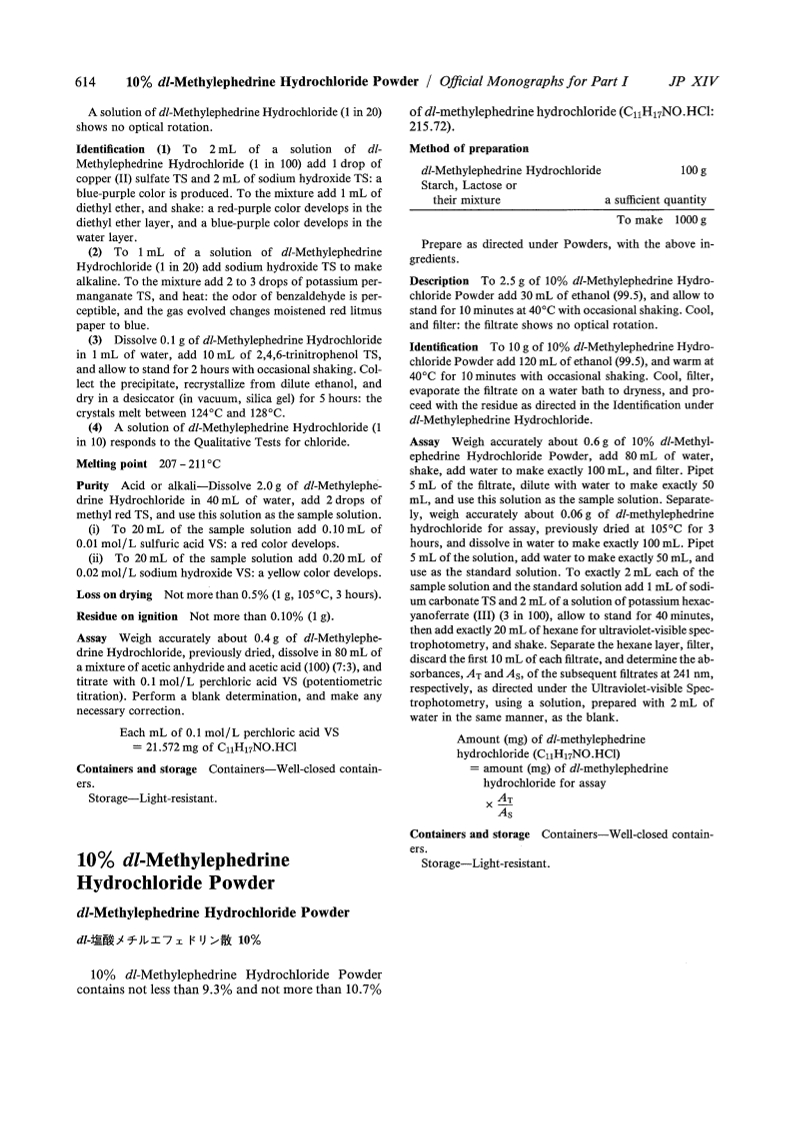 614 10% dl-Methylephedrine Hydrochloride Powder / Official Monographs for Part I JP XIV
A solution of dl-Methylephedrine Hydrochloride (1 in 20)
shows no optical rotation.
Identification (1) To 2 mL of a solution of dl-
Methylephedrine Hydrochloride (1 in 100) add 1 drop of
copper (II) sulfate TS and 2 mL of sodium hydroxide TS: a
blue-purple color is produced. To the mixture add 1 mL of
diethyl ether, and shake: a red-purple color develops in the
diethyl ether layer, and a blue-purple color develops in the
water layer.
(2) To 1 mL of a solution of dl-Methylephedrine
Hydrochloride (1 in 20) add sodium hydroxide TS to make
alkaline. To the mixture add 2 to 3 drops of potassium per-
manganate TS, and heat: the odor of benzaldehyde is per-
ceptible, and the gas evolved changes moistened red litmus
paper to blue.
(3) Dissolve 0.1 g of dl-Methylephedrine Hydrochloride
in 1 mL of water, add 10 mL of 2,4,6-trinitrophenol TS,
and allow to stand for 2 hours with occasional shaking. Col-
lect the precipitate, recrystallize from dilute ethanol, and
dry in a desiccator (in vacuum, silica gel) for 5 hours: the
crystals melt between 124°C and 128°C.
(4) A solution of dl-Methylephedrine Hydrochloride (1
in 10) responds to the Qualitative Tests for chloride.
Melting point 207 – 211°C
Purity Acid or alkali—Dissolve 2.0 g of dl-Methylephe-
drine Hydrochloride in 40 mL of water, add 2 drops of
methyl red TS, and use this solution as the sample solution.
(i) To 20 mL of the sample solution add 0.10 mL of
0.01 mol/L sulfuric acid VS: a red color develops.
(ii) To 20 mL of the sample solution add 0.20 mL of
0.02 mol/L sodium hydroxide VS: a yellow color develops.
Loss on drying Not more than 0.5% (1 g, 105°C, 3 hours).
Residue on ignition Not more than 0.10% (1 g).
Assay Weigh accurately about 0.4 g of dl-Methylephe-
drine Hydrochloride, previously dried, dissolve in 80 mL of
a mixture of acetic anhydride and acetic acid (100) (7:3), and
titrate with 0.1 mol/L perchloric acid VS (potentiometric
titration). Perform a blank determination, and make any
necessary correction.
Each mL of 0.1 mol/L perchloric acid VS
= 21.572 mg of C₁₁H₁₇NO.HCl
Containers and storage Containers—Well-closed contain-
ers.
Storage—Light-resistant.
10% dl-Methylephedrine
Hydrochloride Powder
dl-Methylephedrine Hydrochloride Powder
dl-塩酸メチルエフェドリン散 10%
10% dl-Methylephedrine Hydrochloride Powder
contains not less than 9.3% and not more than 10.7%
of dl-methylephedrine hydrochloride (C₁₁H₁₇NO.HCl:
215.72).
Method of preparation
dl-Methylephedrine Hydrochloride 100 g
Starch, Lactose or
their mixture a sufficient quantity
To make 1000 g
Prepare as directed under Powders, with the above in-
gredients.
Description To 2.5 g of 10% dl-Methylephedrine Hydro-
chloride Powder add 30 mL of ethanol (99.5), and allow to
stand for 10 minutes at 40°C with occasional shaking. Cool,
and filter: the filtrate shows no optical rotation.
Identification To 10 g of 10% dl-Methylephedrine Hydro-
chloride Powder add 120 mL of ethanol (99.5), and warm at
40°C for 10 minutes with occasional shaking. Cool, filter,
evaporate the filtrate on a water bath to dryness, and pro-
ceed with the residue as directed in the Identification under
dl-Methylephedrine Hydrochloride.
Assay Weigh accurately about 0.6 g of 10% dl-Methyl-
ephedrine Hydrochloride Powder, add 80 mL of water,
shake, add water to make exactly 100 mL, and filter. Pipet
5 mL of the filtrate, dilute with water to make exactly 50
mL, and use this solution as the sample solution. Separate-
ly, weigh accurately about 0.06 g of dl-methylephedrine
hydrochloride for assay, previously dried at 105°C for 3
hours, and dissolve in water to make exactly 100 mL. Pipet
5 mL of the solution, add water to make exactly 50 mL, and
use as the standard solution. To exactly 2 mL each of the
sample solution and the standard solution add 1 mL of sodi-
um carbonate TS and 2 mL of a solution of potassium hexac-
yanoferrate (III) (3 in 100), allow to stand for 40 minutes,
then add exactly 20 mL of hexane for ultraviolet-visible spec-
trophotometry, and shake. Separate the hexane layer, filter,
discard the first 10 mL of each filtrate, and determine the ab-
sorbances, A_T and A_S, of the subsequent filtrates at 241 nm,
respectively, as directed under the Ultraviolet-visible Spec-
trophotometry, using a solution, prepared with 2 mL of
water in the same manner, as the blank.
Amount (mg) of dl-methylephedrine
hydrochloride (C₁₁H₁₇NO.HCl)
= amount (mg) of dl-methylephedrine
hydrochloride for assay
× A_T
A_S
Containers and storage Containers—Well-closed contain-
ers.
Storage—Light-resistant.